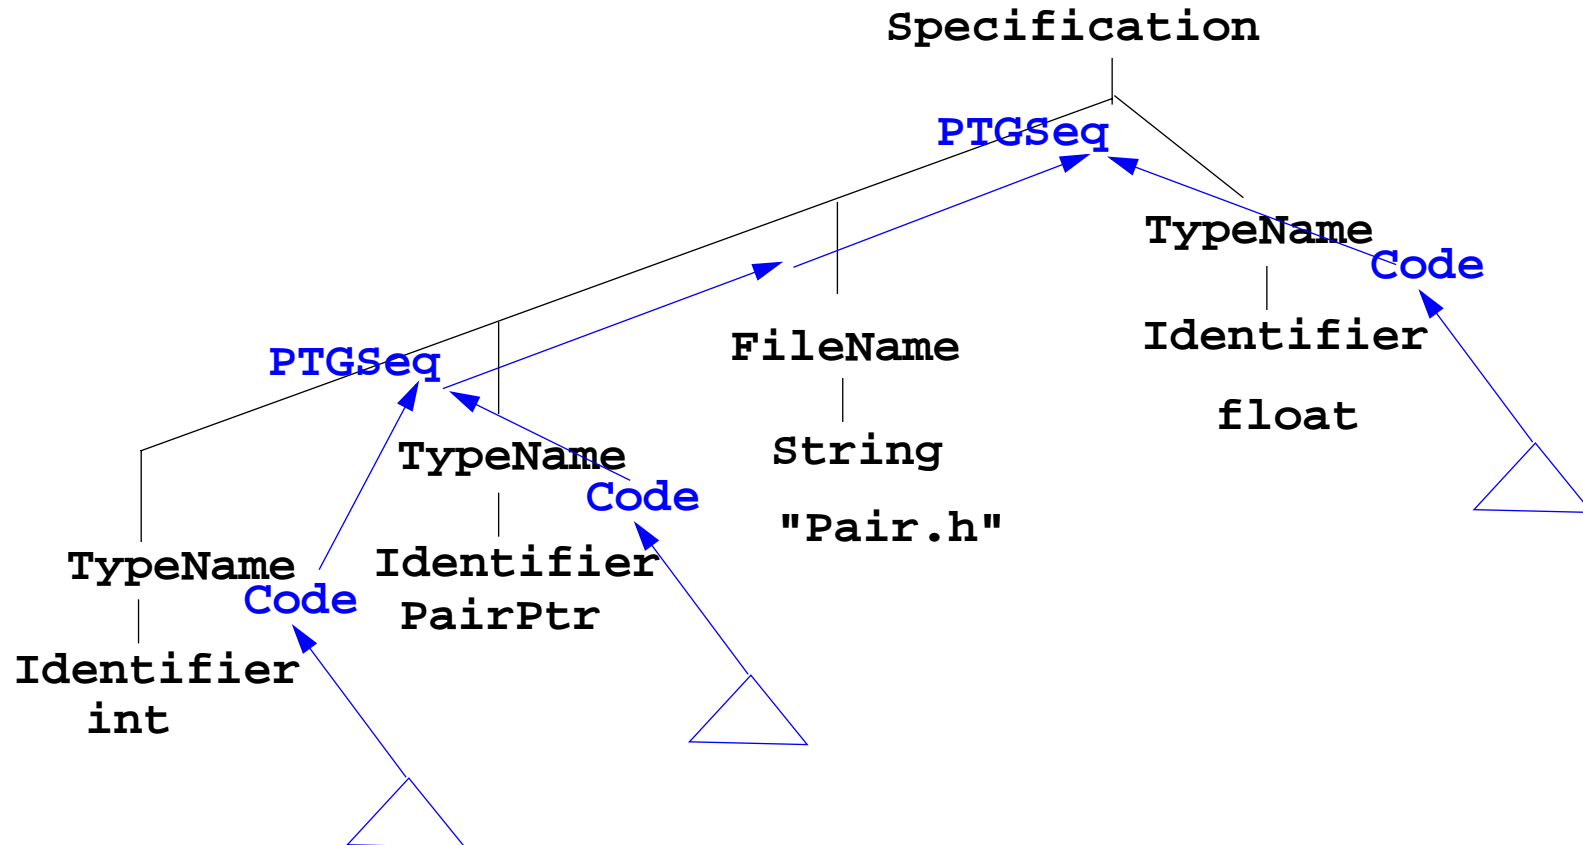 Specification
PTGSeq
TypeName
Code
Identifier
float
FileName
String
"Pair.h"
PTGSeq
TypeName
Code
Identifier
PairPtr
TypeName
Code
Identifier
int